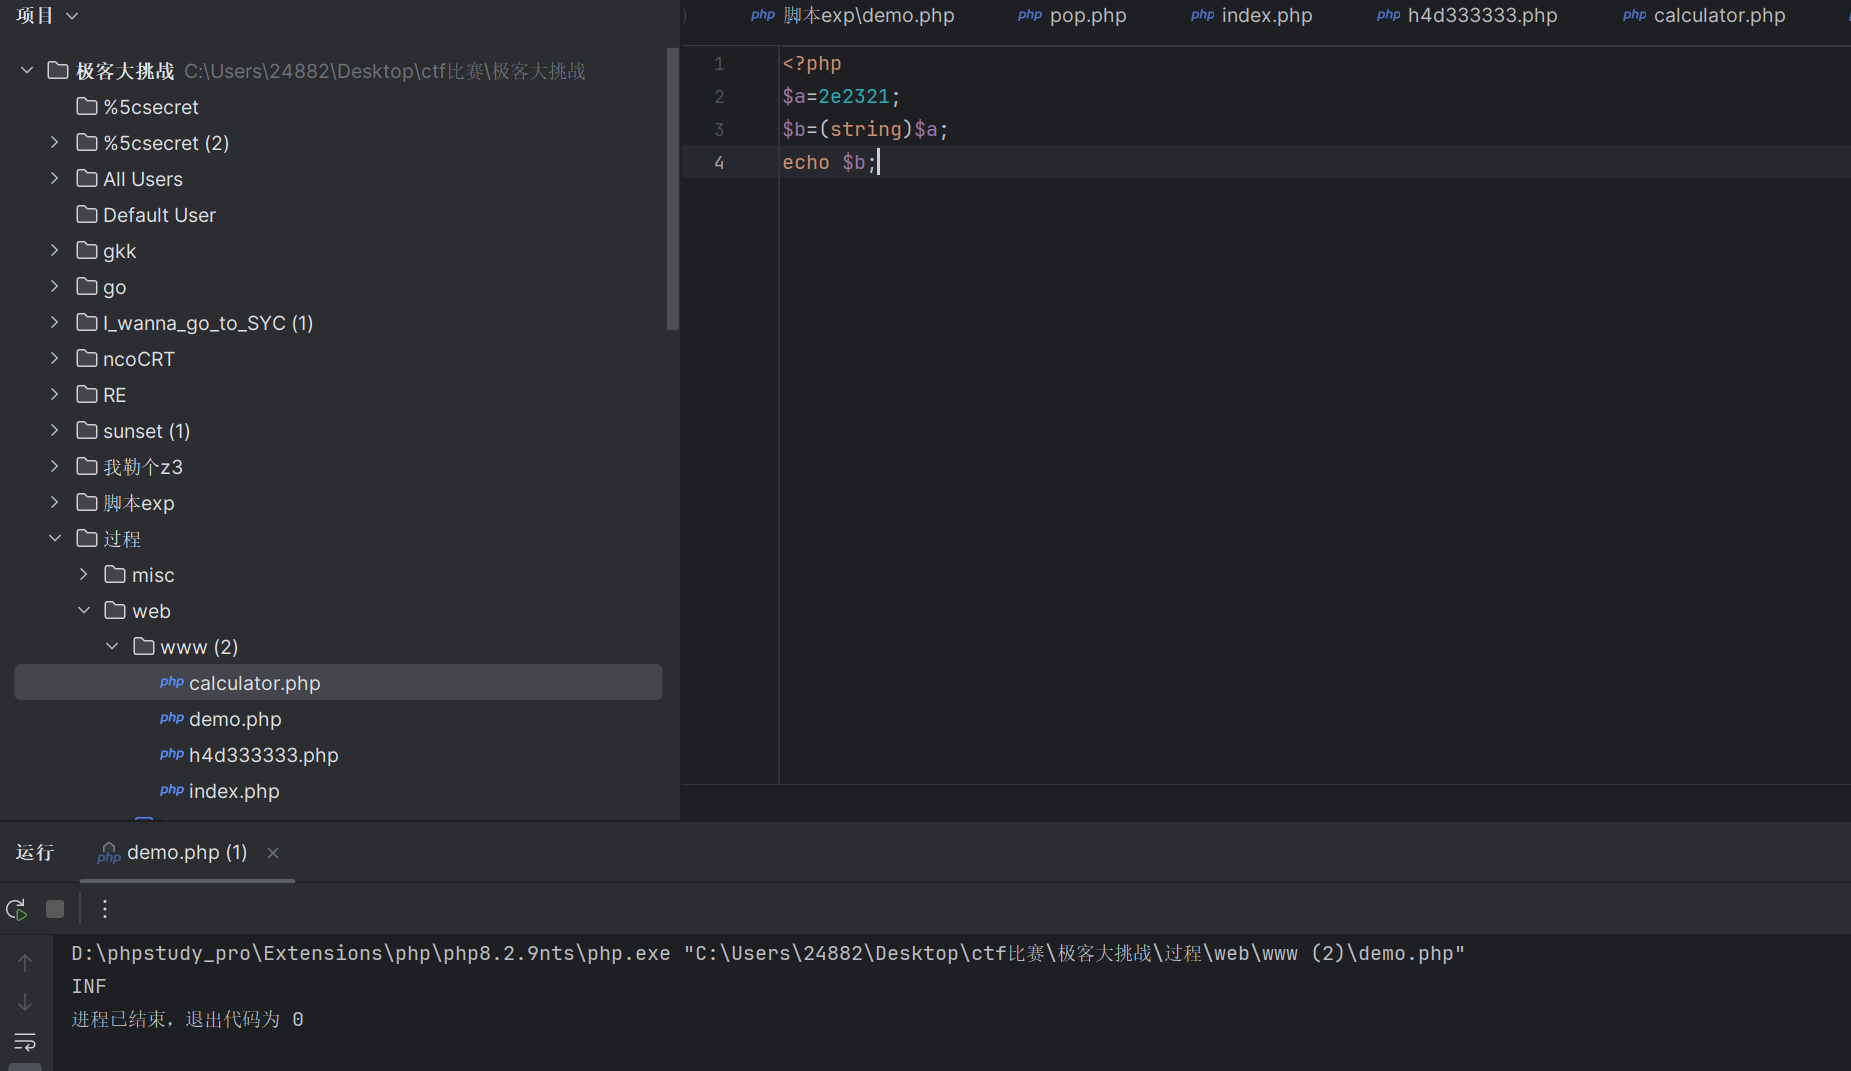 项目
极客大挑战 C:\Users\24882\Desktop\ctf比赛\极客大挑战
%5csecret
%5csecret (2)
All Users
Default User
gkk
go
I_wanna_go_to_SYC (1)
ncoCRT
RE
sunset (1)
我勒个z3
脚本exp
过程
misc
web
www (2)
php calculator.php
php demo.php
php h4d333333.php
php index.php
php 脚本exp\demo.php php pop.php php index.php php h4d333333.php php calculator.php
1 <?php
2 $a=2e2321;
3 $b=(string)$a;
4 echo $b;
运行 php demo.php (1)
D:\phpstudy_pro\Extensions\php\php8.2.9nts\php.exe "C:\Users\24882\Desktop\ctf比赛\极客大挑战\过程\web\www (2)\demo.php"
INF
进程已结束，退出代码为 0